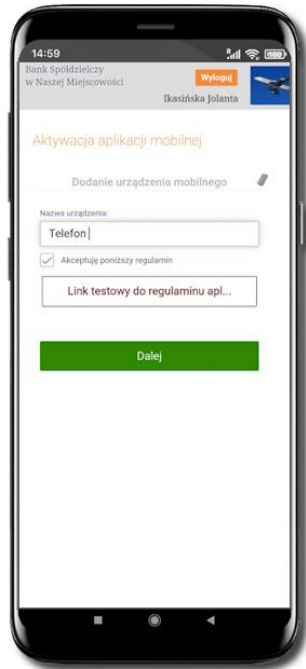 14:59
Bank Spółdzielczy
w Naszej Miejscowości
Wyloguj
Ikasińska Jolanta
Aktywacja aplikacji mobilnej
Dodanie urządzenia mobilnego
Nazwa urządzenia:
Telefon
Akceptuję poniższy regulamin
Link testowy do regulaminu apl...
Dalej